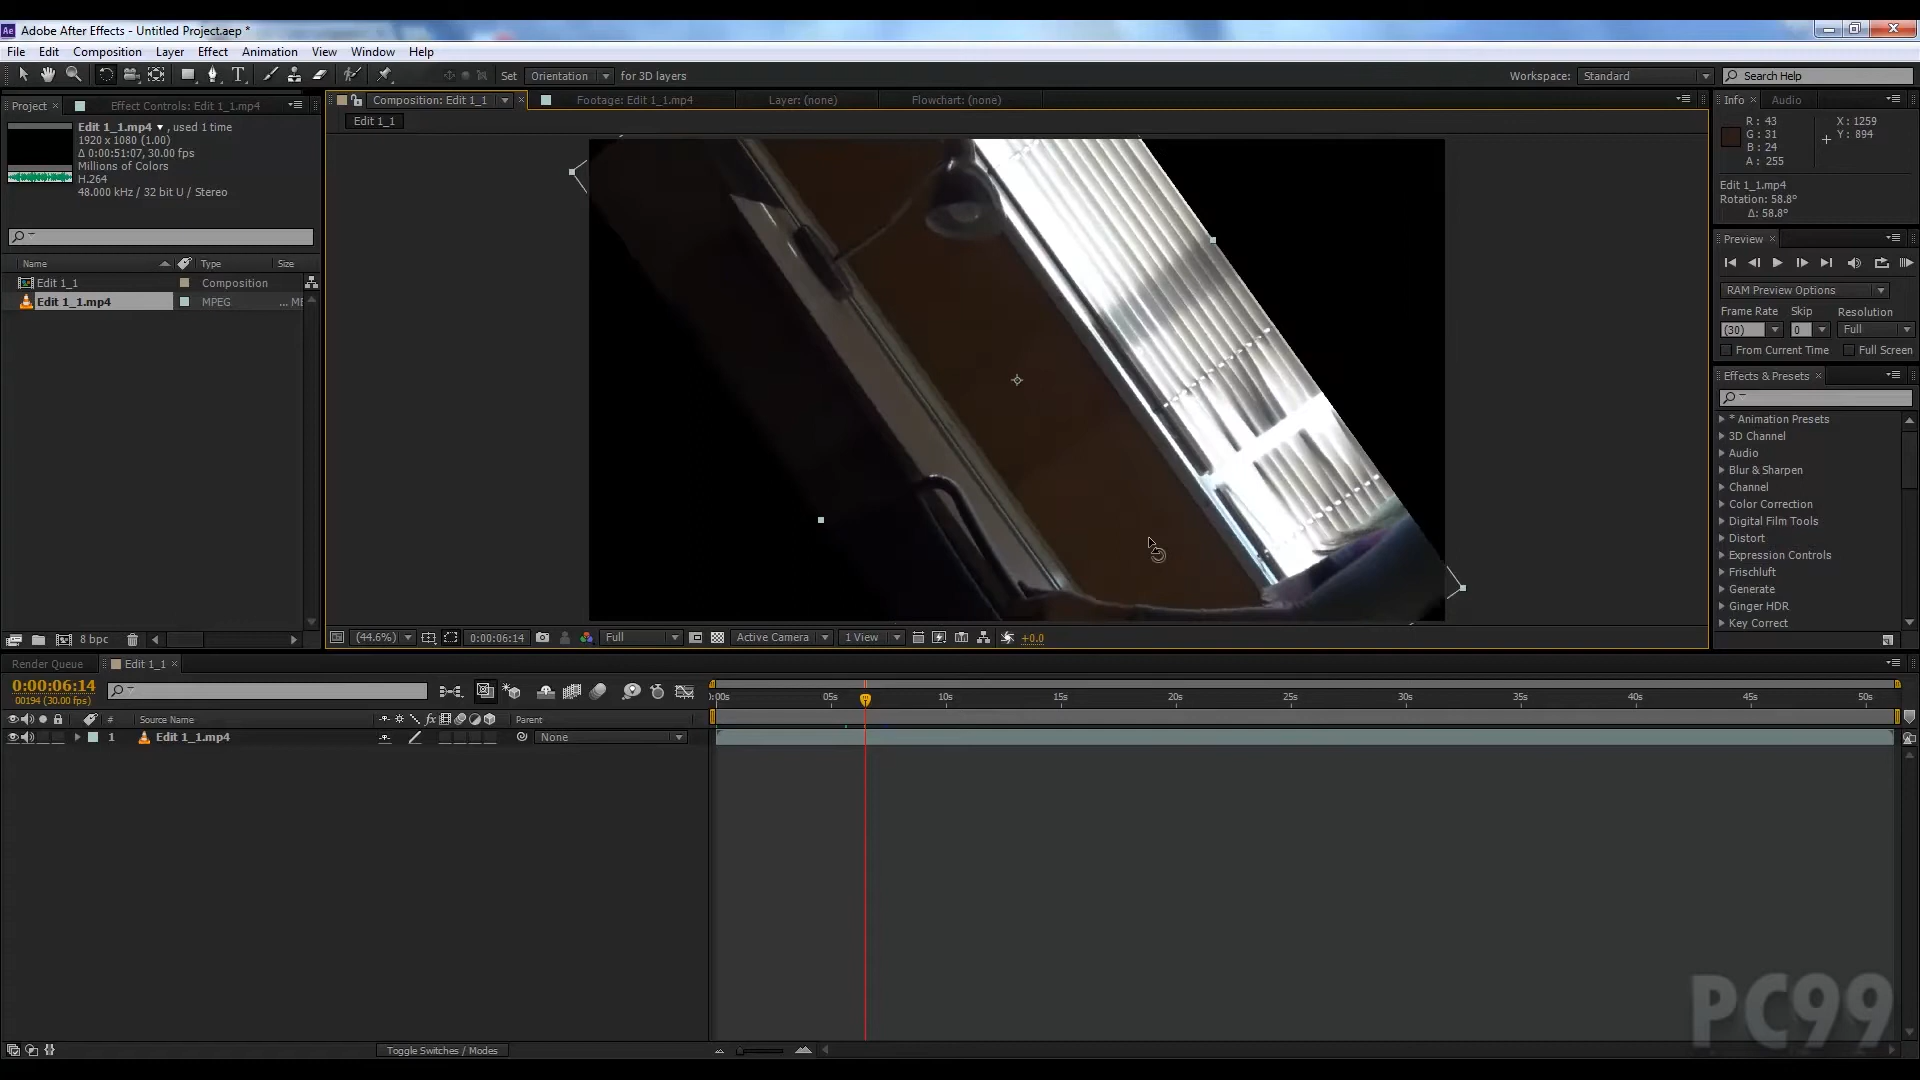 Ae Adobe After Effects - Untitled Project.aep *
File Edit Composition Layer Effect Animation View Window Help
T Set Orientation for 3D layers Workspace: Standard Search Help
Project × Effect Controls: Edit 1_1.mp4
Edit 1_1.mp4 , used 1 time
1920 x 1080 (1.00)
Δ 0:00:51:07, 30.00 fps
Millions of Colors
H.264
48.000 kHz / 32 bit U / Stereo
Name Type Size
Edit 1_1 Composition
Edit 1_1.mp4 MPEG ... ME
8 bpc
Composition: Edit 1_1 × Footage: Edit 1_1.mp4 Layer: (none) Flowchart: (none)
Edit 1_1
(44.6%) 0:00:06:14 Full Active Camera 1 View +0.0
Info × Audio
R : 43
G : 31
B : 24
A : 255
X : 1259
Y : 894
Edit 1_1.mp4
Rotation: 58.8°
Δ: 58.8°
Preview ×
RAM Preview Options
Frame Rate Skip Resolution
(30) 0 Full
From Current Time Full Screen
Effects & Presets ×
* Animation Presets
3D Channel
Audio
Blur & Sharpen
Channel
Color Correction
Digital Film Tools
Distort
Expression Controls
Frischluft
Generate
Ginger HDR
Key Correct
Render Queue Edit 1_1 ×
0:00:06:14
00194 (30.00 fps)
# Source Name fx Parent
1 Edit 1_1.mp4 None
0:00s 05s 10s 15s 20s 25s 30s 35s 40s 45s 50s
Toggle Switches / Modes
PC99